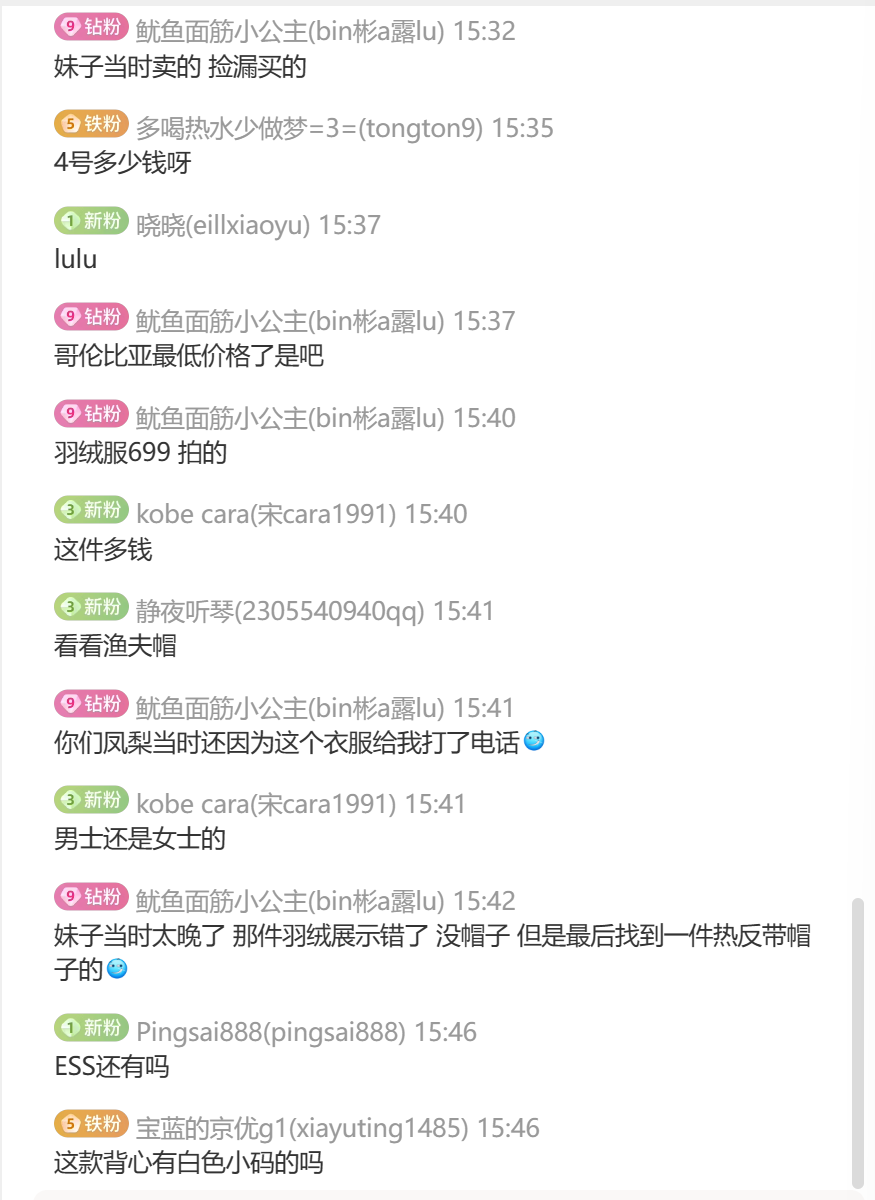 9 钻粉 鱿鱼面筋小公主(bin彬a露lu) 15:32
妹子当时卖的 捡漏买的
5 铁粉 多喝热水少做梦=3=(tongton9) 15:35
4号多少钱呀
1 新粉 晓晓(eillxiaoyu) 15:37
lulu
9 钻粉 鱿鱼面筋小公主(bin彬a露lu) 15:37
哥伦比亚最低价格了是吧
9 钻粉 鱿鱼面筋小公主(bin彬a露lu) 15:40
羽绒服699 拍的
3 新粉 kobe cara(宋cara1991) 15:40
这件多钱
3 新粉 静夜听琴(2305540940qq) 15:41
看看渔夫帽
9 钻粉 鱿鱼面筋小公主(bin彬a露lu) 15:41
你们凤梨当时还因为这个衣服给我打了电话
3 新粉 kobe cara(宋cara1991) 15:41
男士还是女士的
9 钻粉 鱿鱼面筋小公主(bin彬a露lu) 15:42
妹子当时太晚了 那件羽绒展示错了 没帽子 但是最后找到一件热反带帽
子的
1 新粉 Pingsai888(pingsai888) 15:46
ESS还有吗
5 铁粉 宝蓝的京优g1(xiayuting1485) 15:46
这款背心有白色小码的吗